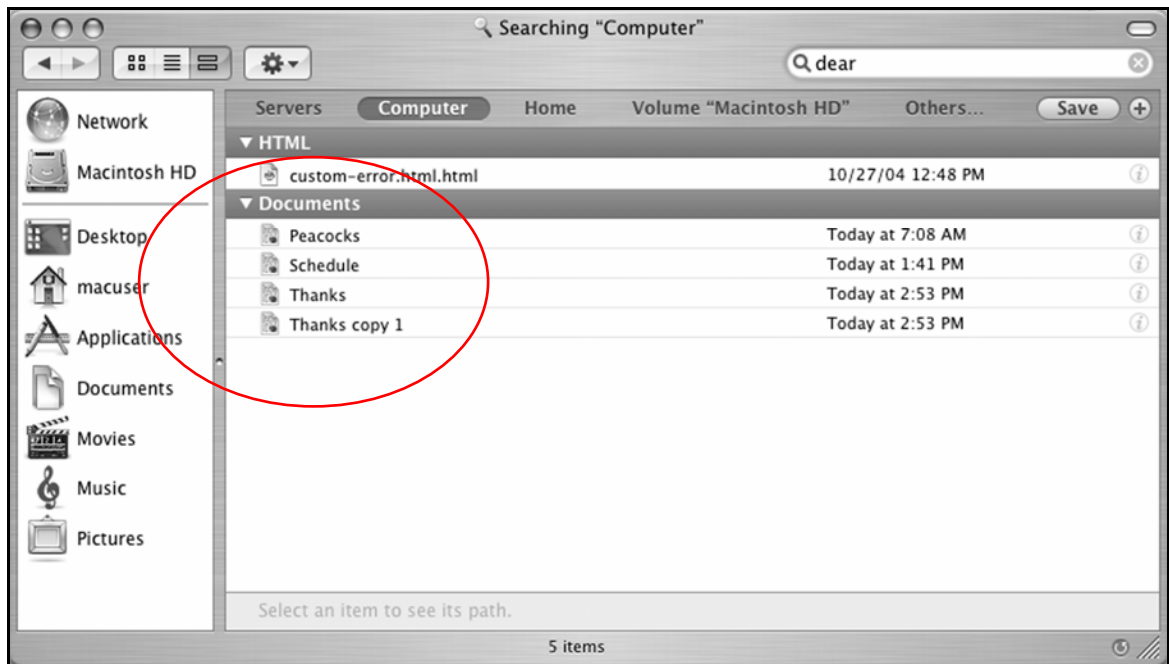 Searching “Computer”
dear
Network
Macintosh HD
Desktop
macuser
Applications
Documents
Movies
Music
Pictures
Servers Computer Home Volume “Macintosh HD” Others... Save
HTML
custom-error.html.html 10/27/04 12:48 PM
Documents
Peacocks Today at 7:08 AM
Schedule Today at 1:41 PM
Thanks Today at 2:53 PM
Thanks copy 1 Today at 2:53 PM
Select an item to see its path.
5 items